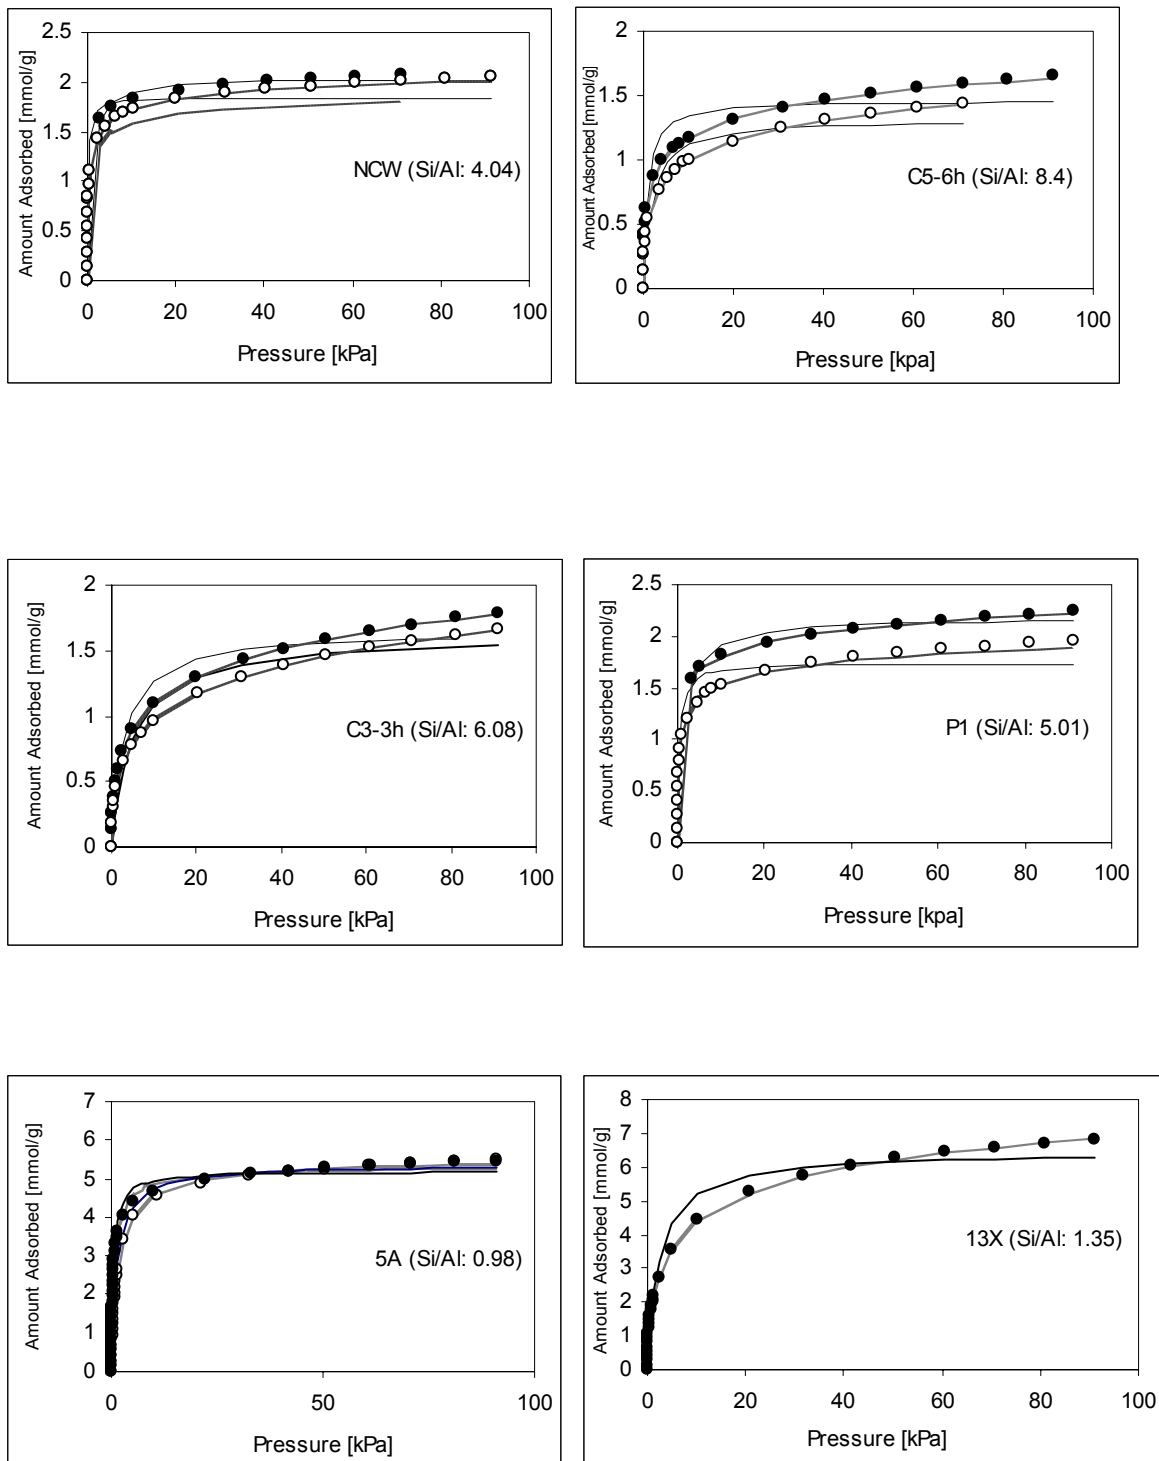 Amount Adsorbed [mmol/g]
2.5
2
1.5
1
0.5
0
NCW (Si/Al: 4.04)
0 20 40 60 80 100
Pressure [kPa]
Amount Adsorbed [mmol/g]
2
1.5
1
0.5
0
C5-6h (Si/Al: 8.4)
0 20 40 60 80 100
Pressure [kpa]
Amount Adsorbed [mmol/g]
2
1.5
1
0.5
0
C3-3h (Si/Al: 6.08)
0 20 40 60 80 100
Pressure [kPa]
Amount Adsorbed [mmol/g]
2.5
2
1.5
1
0.5
0
P1 (Si/Al: 5.01)
0 20 40 60 80 100
Pressure [kpa]
Amount Adsorbed [mmol/g]
7
6
5
4
3
2
1
0
5A (Si/Al: 0.98)
0 50 100
Pressure [kPa]
Amount Adsorbed [mmol/g]
8
7
6
5
4
3
2
1
0
13X (Si/Al: 1.35)
0 20 40 60 80 100
Pressure [kPa]